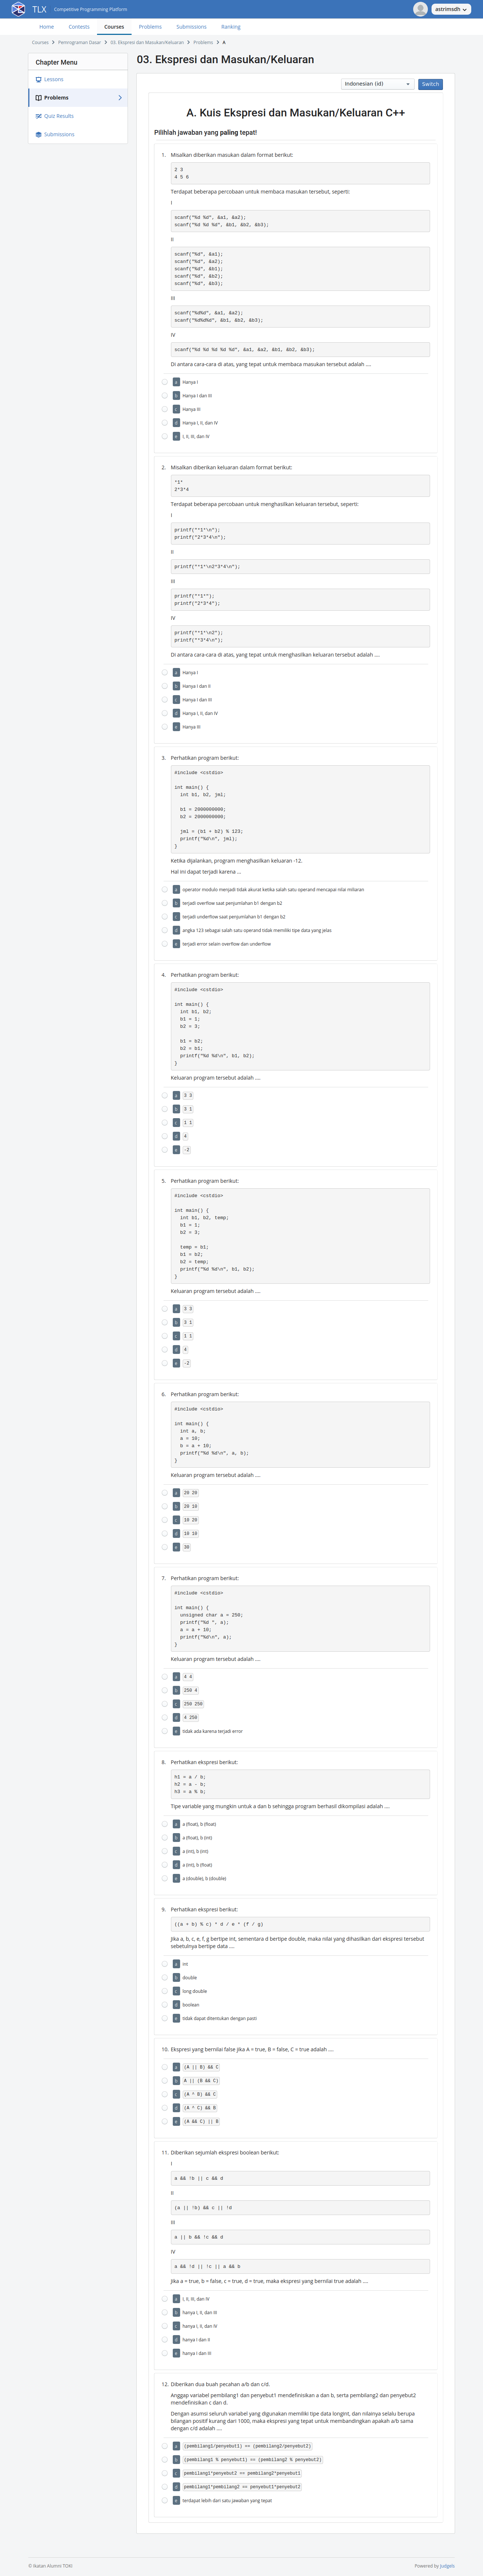 TLX
Competitive Programming Platform
astrimsdh
Home
Contests
Courses
Problems
Submissions
Ranking
Courses > Pemrograman Dasar > 03. Ekspresi dan Masukan/Keluaran > Problems > A
Chapter Menu
Lessons
Problems
Quiz Results
Submissions
03. Ekspresi dan Masukan/Keluaran
Indonesian (id)
Switch
A. Kuis Ekspresi dan Masukan/Keluaran C++
Pilihlah jawaban yang paling tepat!
1. Misalkan diberikan masukan dalam format berikut:
2 3
4 5 6
Terdapat beberapa percobaan untuk membaca masukan tersebut, seperti:
I
scanf("%d %d", &a1, &a2);
scanf("%d %d %d", &b1, &b2, &b3);
II
scanf("%d", &a1);
scanf("%d", &a2);
scanf("%d", &b1);
scanf("%d", &b2);
scanf("%d", &b3);
III
scanf("%d%d", &a1, &a2);
scanf("%d%d%d", &b1, &b2, &b3);
IV
scanf("%d %d %d %d %d", &a1, &a2, &b1, &b2, &b3);
Di antara cara-cara di atas, yang tepat untuk membaca masukan tersebut adalah ....
a Hanya I
b Hanya I dan III
c Hanya III
d Hanya I, II, dan IV
e I, II, III, dan IV
2. Misalkan diberikan keluaran dalam format berikut:
*1*
2*3*4
Terdapat beberapa percobaan untuk menghasilkan keluaran tersebut, seperti:
I
printf("*1*\n");
printf("2*3*4\n");
II
printf("*1*\n2*3*4\n");
III
printf("*1*");
printf("2*3*4");
IV
printf("*1*\n2");
printf("*3*4\n");
Di antara cara-cara di atas, yang tepat untuk menghasilkan keluaran tersebut adalah ....
a Hanya I
b Hanya I dan II
c Hanya I dan III
d Hanya I, II, dan IV
e Hanya III
3. Perhatikan program berikut:
#include <cstdio>
int main() {
int b1, b2, jml;
b1 = 2000000000;
b2 = 2000000000;
jml = (b1 + b2) % 123;
printf("%d\n", jml);
}
Ketika dijalankan, program menghasilkan keluaran -12.
Hal ini dapat terjadi karena ...
a operator modulo menjadi tidak akurat ketika salah satu operand mencapai nilai miliaran
b terjadi overflow saat penjumlahan b1 dengan b2
c terjadi underflow saat penjumlahan b1 dengan b2
d angka 123 sebagai salah satu operand tidak memiliki tipe data yang jelas
e terjadi error selain overflow dan underflow
4. Perhatikan program berikut:
#include <cstdio>
int main() {
int b1, b2;
b1 = 1;
b2 = 3;
b1 = b2;
b2 = b1;
printf("%d %d\n", b1, b2);
}
Keluaran program tersebut adalah ....
a 3 3
b 3 1
c 1 1
d 4
e -2
5. Perhatikan program berikut:
#include <cstdio>
int main() {
int b1, b2, temp;
b1 = 1;
b2 = 3;
temp = b1;
b1 = b2;
b2 = temp;
printf("%d %d\n", b1, b2);
}
Keluaran program tersebut adalah ....
a 3 3
b 3 1
c 1 1
d 4
e -2
6. Perhatikan program berikut:
#include <cstdio>
int main() {
int a, b;
a = 10;
b = a + 10;
printf("%d %d\n", a, b);
}
Keluaran program tersebut adalah ....
a 20 20
b 20 10
c 10 20
d 10 10
e 30
7. Perhatikan program berikut:
#include <cstdio>
int main() {
unsigned char a = 250;
printf("%d ", a);
a = a + 10;
printf("%d\n", a);
}
Keluaran program tersebut adalah ....
a 4 4
b 250 4
c 250 250
d 4 250
e tidak ada karena terjadi error
8. Perhatikan ekspresi berikut:
h1 = a / b;
h2 = a - b;
h3 = a % b;
Tipe variable yang mungkin untuk a dan b sehingga program berhasil dikompilasi adalah ....
a a (float), b (float)
b a (float), b (int)
c a (int), b (int)
d a (int), b (float)
e a (double), b (double)
9. Perhatikan ekspresi berikut:
((a + b) % c) * d / e * (f / g)
Jika a, b, c, e, f, g bertipe int, sementara d bertipe double, maka nilai yang dihasilkan dari ekspresi tersebut
sebetulnya bertipe data ....
a int
b double
c long double
d boolean
e tidak dapat ditentukan dengan pasti
10. Ekspresi yang bernilai false jika A = true, B = false, C = true adalah ....
a (A || B) && C
b A || (B && C)
c (A ^ B) && C
d (A ^ C) && B
e (A && C) || B
11. Diberikan sejumlah ekspresi boolean berikut:
I
a && !b || c && d
II
(a || !b) && c || !d
III
a || b && !c && d
IV
a && !d || !c || a && b
Jika a = true, b = false, c = true, d = true, maka ekspresi yang bernilai true adalah ....
a I, II, III, dan IV
b hanya I, II, dan III
c hanya I, II, dan IV
d hanya I dan II
e hanya I dan III
12. Diberikan dua buah pecahan a/b dan c/d.
Anggap variabel pembilang1 dan penyebut1 mendefinisikan a dan b, serta pembilang2 dan penyebut2
mendefinisikan c dan d.
Dengan asumsi seluruh variabel yang digunakan memiliki tipe data longint, dan nilainya selalu berupa
bilangan positif kurang dari 1000, maka ekspresi yang tepat untuk membandingkan apakah a/b sama
dengan c/d adalah ....
a (pembilang1/penyebut1) == (pembilang2/penyebut2)
b (pembilang1 % penyebut1) == (pembilang2 % penyebut2)
c pembilang1*penyebut2 == pembilang2*penyebut1
d pembilang1*pembilang2 == penyebut1*penyebut2
e terdapat lebih dari satu jawaban yang tepat
© Ikatan Alumni TOKI
Powered by Judgels